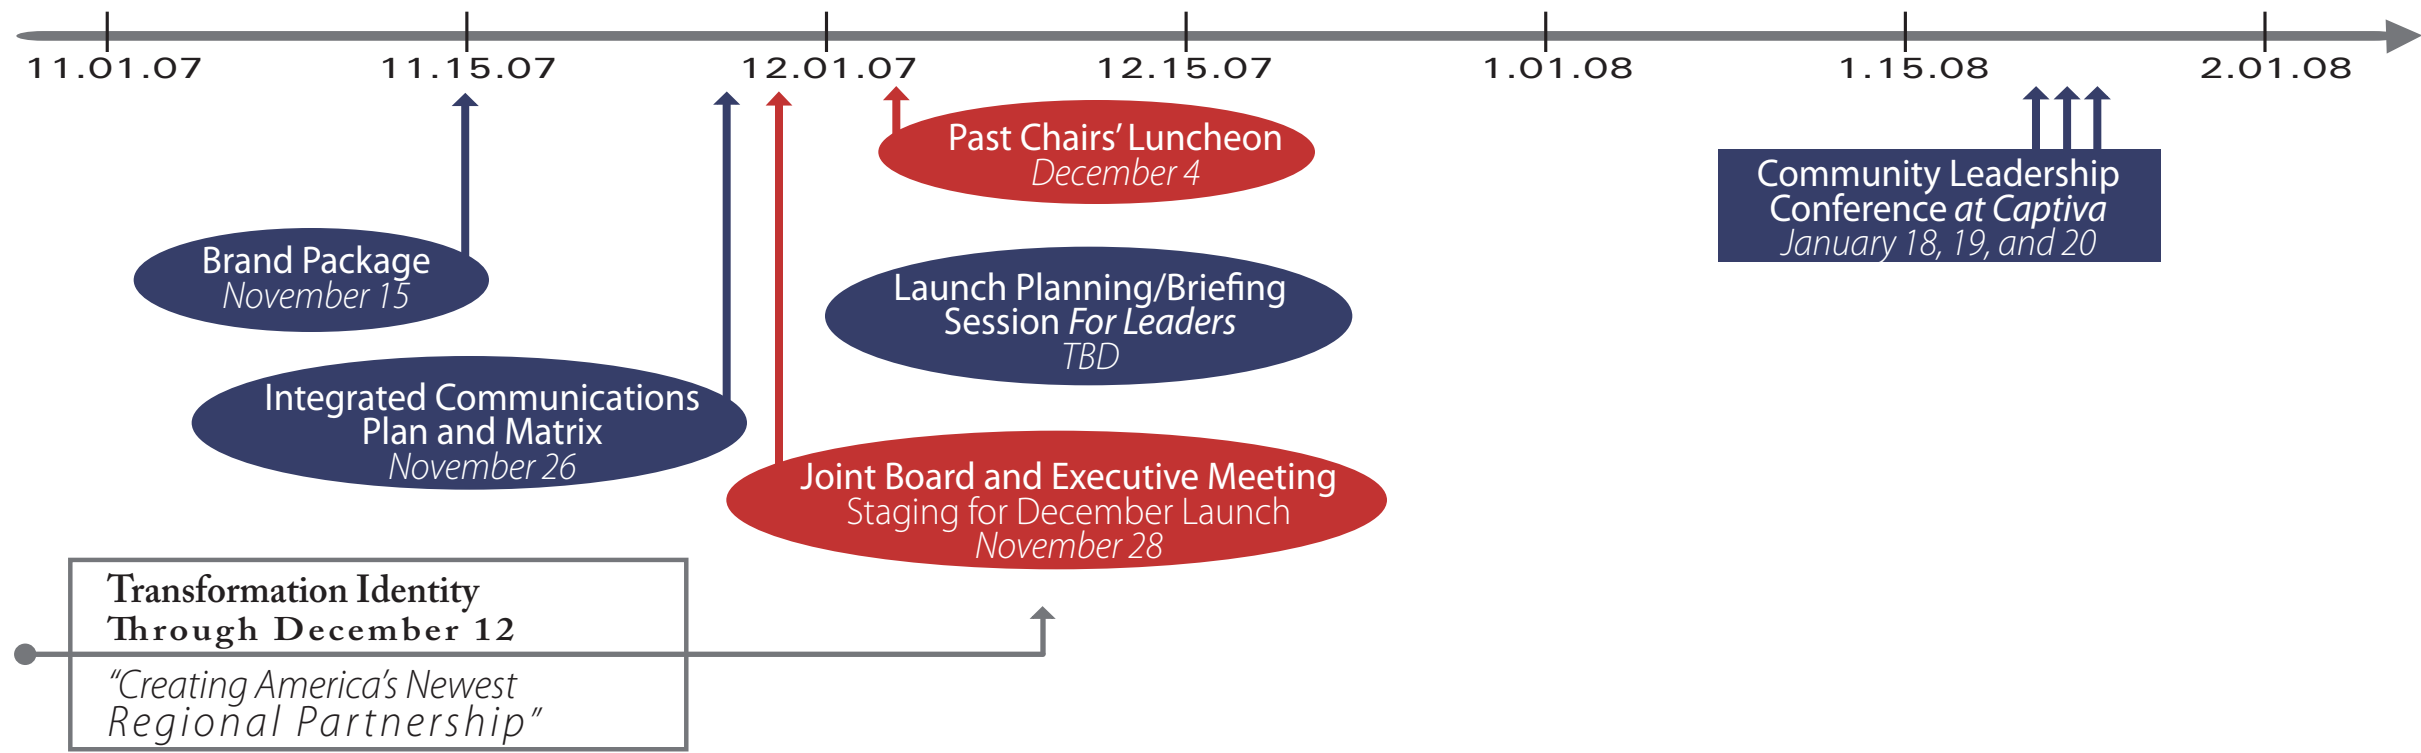 11.01.07
11.15.07
12.01.07
12.15.07
1.01.08
1.15.08
2.01.08
Past Chairs’ Luncheon
December 4
Community Leadership
Conference at Captiva
January 18, 19, and 20
Brand Package
November 15
Launch Planning/Briefing
Session For Leaders
TBD
Integrated Communications
Plan and Matrix
November 26
Joint Board and Executive Meeting
Staging for December Launch
November 28
Transformation Identity
Through December 12
“Creating America’s Newest
Regional Partnership”